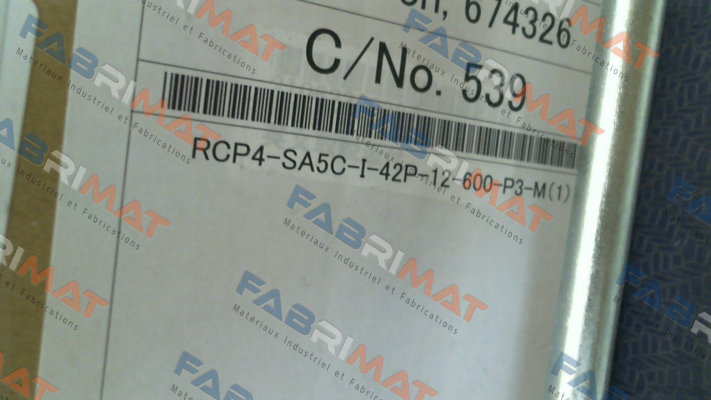 674326
C/No. 539
RCP4-SA5C-I-42P-12-600-P3-M(1)
FABRIMAT
Matériaux Industriel et Fabrications